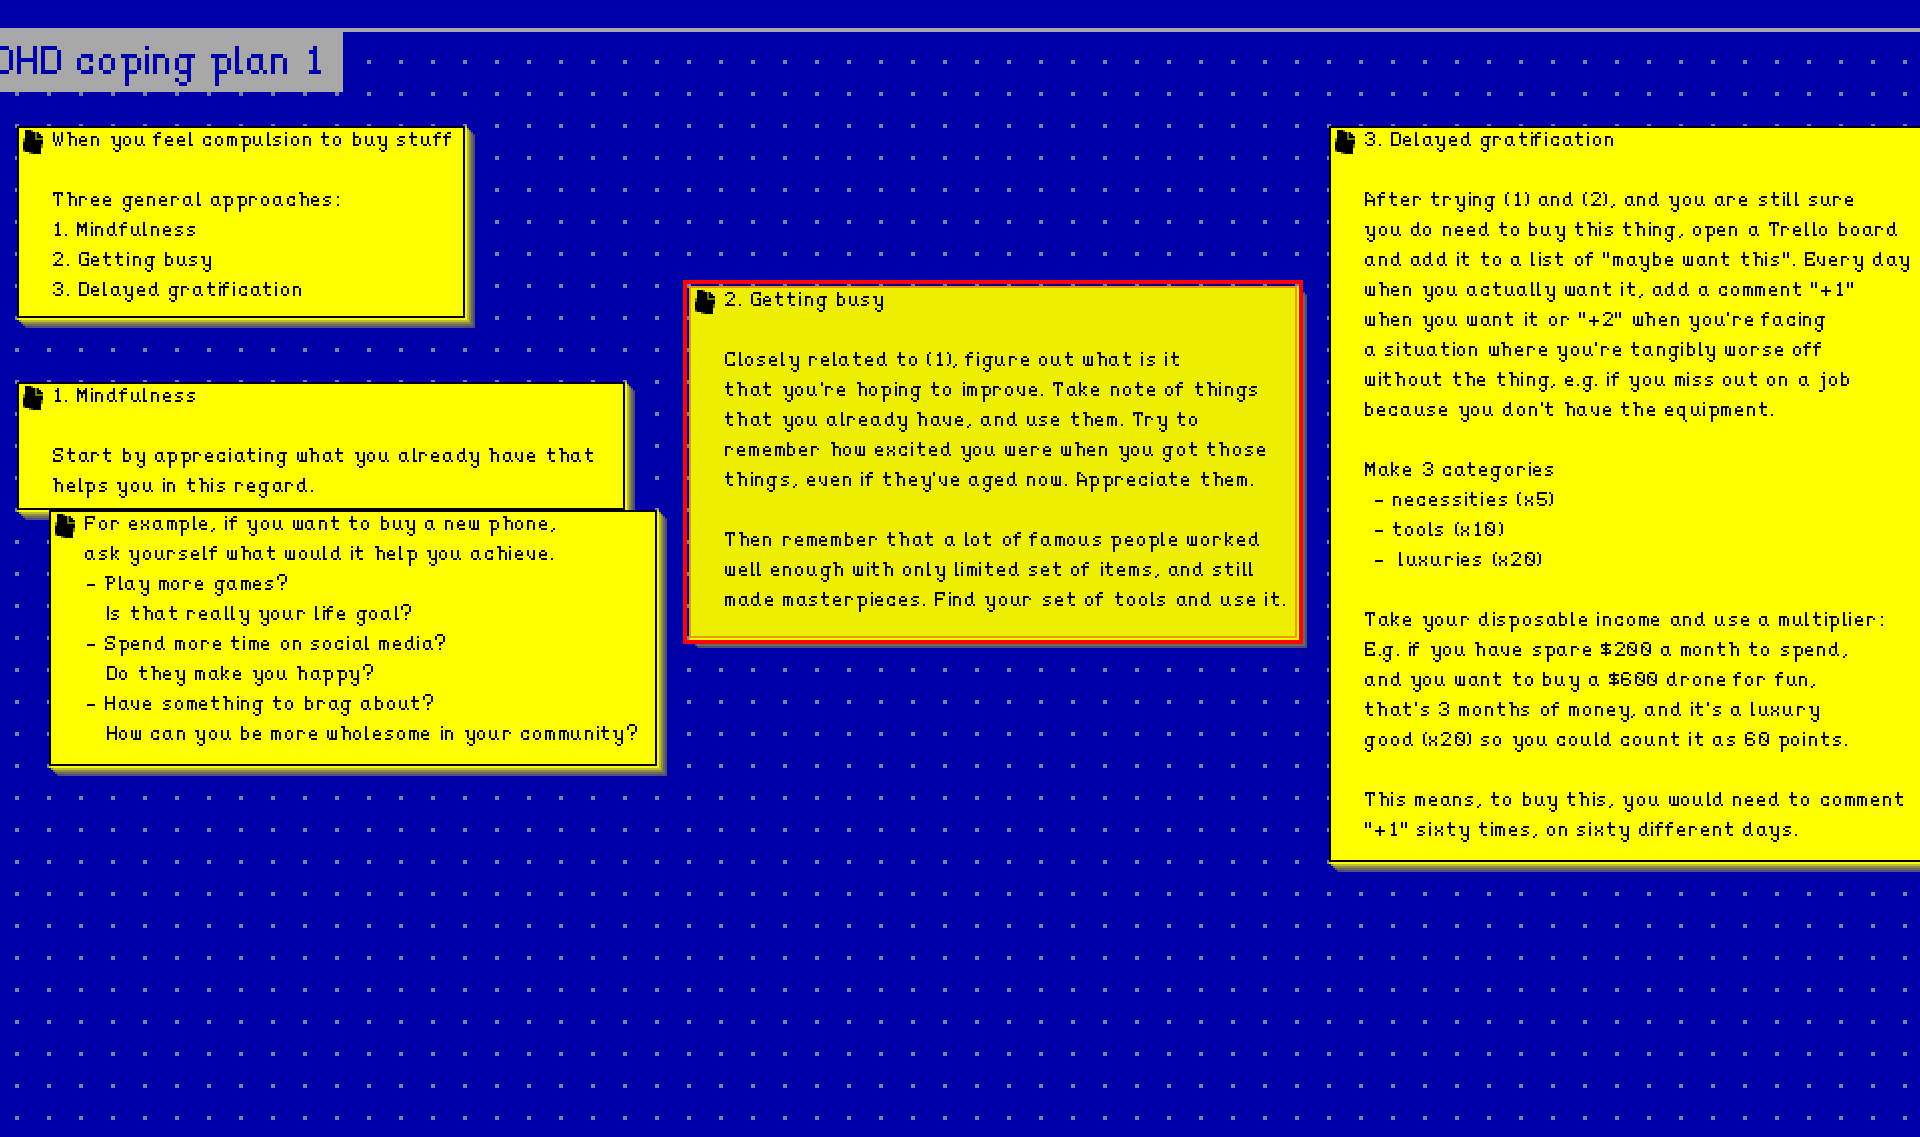 DHD coping plan 1
When you feel compulsion to buy stuff
Three general approaches:
1. Mindfulness
2. Getting busy
3. Delayed gratification
1. Mindfulness
Start by appreciating what you already have that
helps you in this regard.
For example, if you want to buy a new phone,
ask yourself what would it help you achieve.
- Play more games?
Is that really your life goal?
- Spend more time on social media?
Do they make you happy?
- Have something to brag about?
How can you be more wholesome in your community?
2. Getting busy
Closely related to (1), figure out what is it
that you're hoping to improve. Take note of things
that you already have, and use them. Try to
remember how excited you were when you got those
things, even if they've aged now. Appreciate them.
Then remember that a lot of famous people worked
well enough with only limited set of items, and still
made masterpieces. Find your set of tools and use it.
3. Delayed gratification
After trying (1) and (2), and you are still sure
you do need to buy this thing, open a Trello board
and add it to a list of "maybe want this". Every day
when you actually want it, add a comment "+1"
when you want it or "+2" when you're facing
a situation where you're tangibly worse off
without the thing, e.g. if you miss out on a job
because you don't have the equipment.
Make 3 categories
- necessities (x5)
- tools (x10)
- luxuries (x20)
Take your disposable income and use a multiplier:
E.g. if you have spare $200 a month to spend,
and you want to buy a $600 drone for fun,
that's 3 months of money, and it's a luxury
good (x20) so you could count it as 60 points.
This means, to buy this, you would need to comment
"+1" sixty times, on sixty different days.